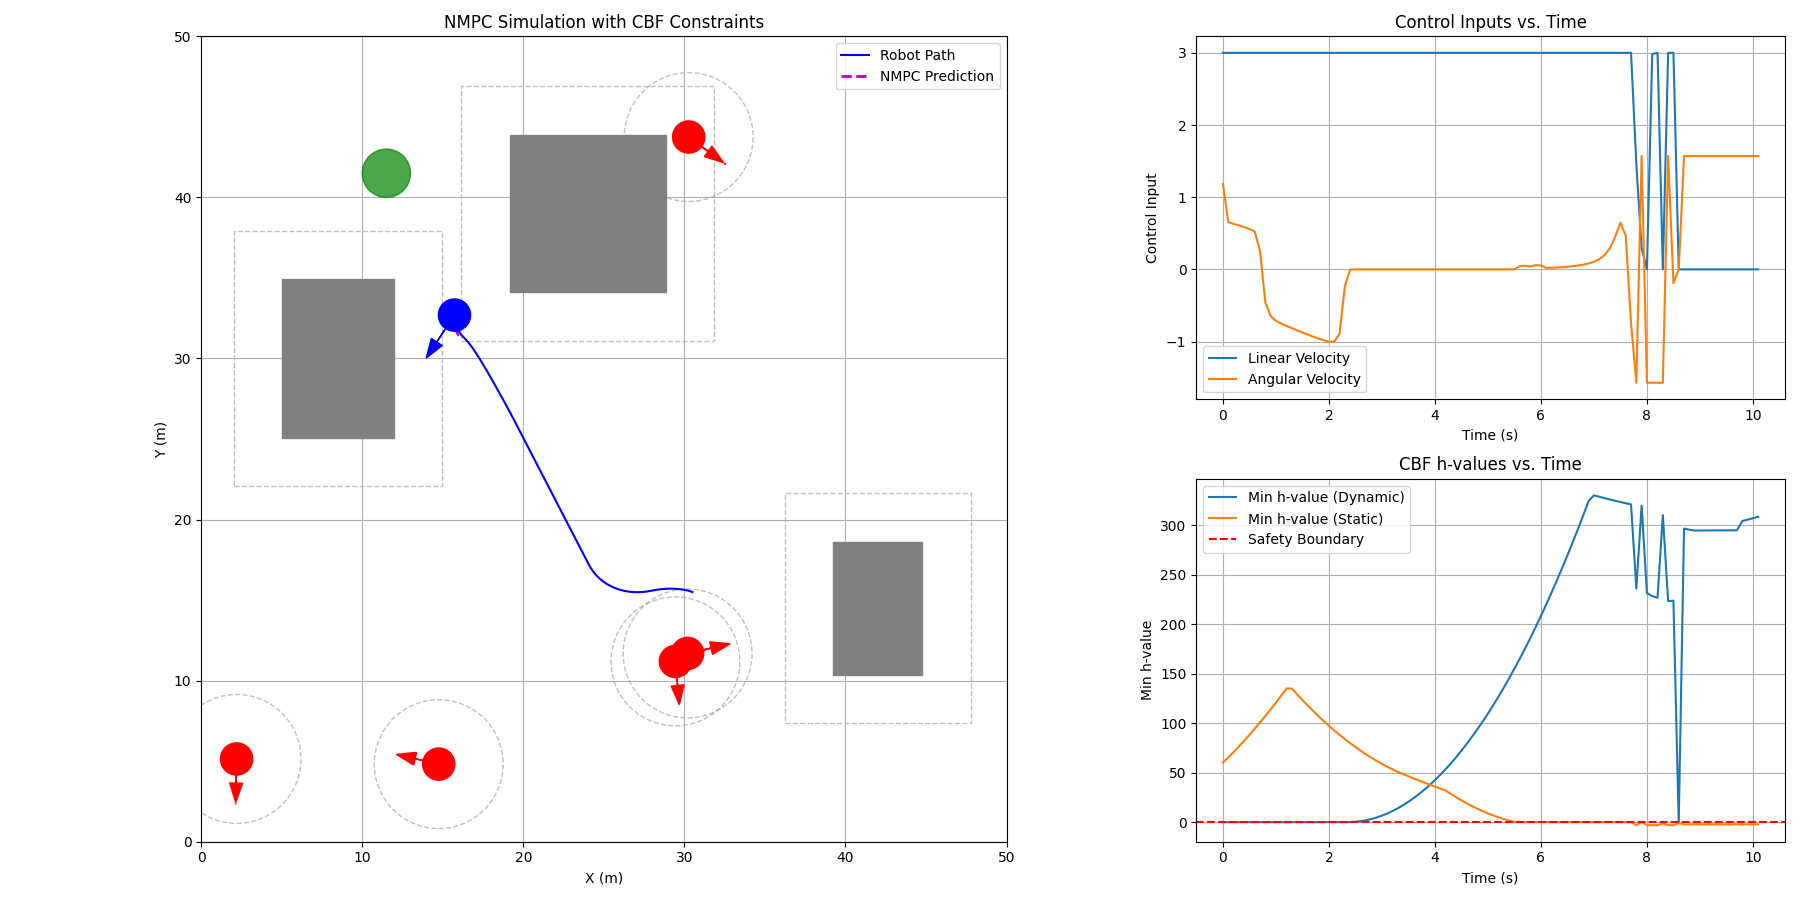 NMPC Simulation with CBF Constraints
50
40
30
20
10
0
Y (m)
Robot Path
NMPC Prediction
0 10 20 30 40 50
X (m)
Control Inputs vs. Time
3
2
1
0
−1
Control Input
Linear Velocity
Angular Velocity
0 2 4 6 8 10
Time (s)
CBF h-values vs. Time
300
250
200
150
100
50
0
Min h-value
Min h-value (Dynamic)
Min h-value (Static)
Safety Boundary
0 2 4 6 8 10
Time (s)